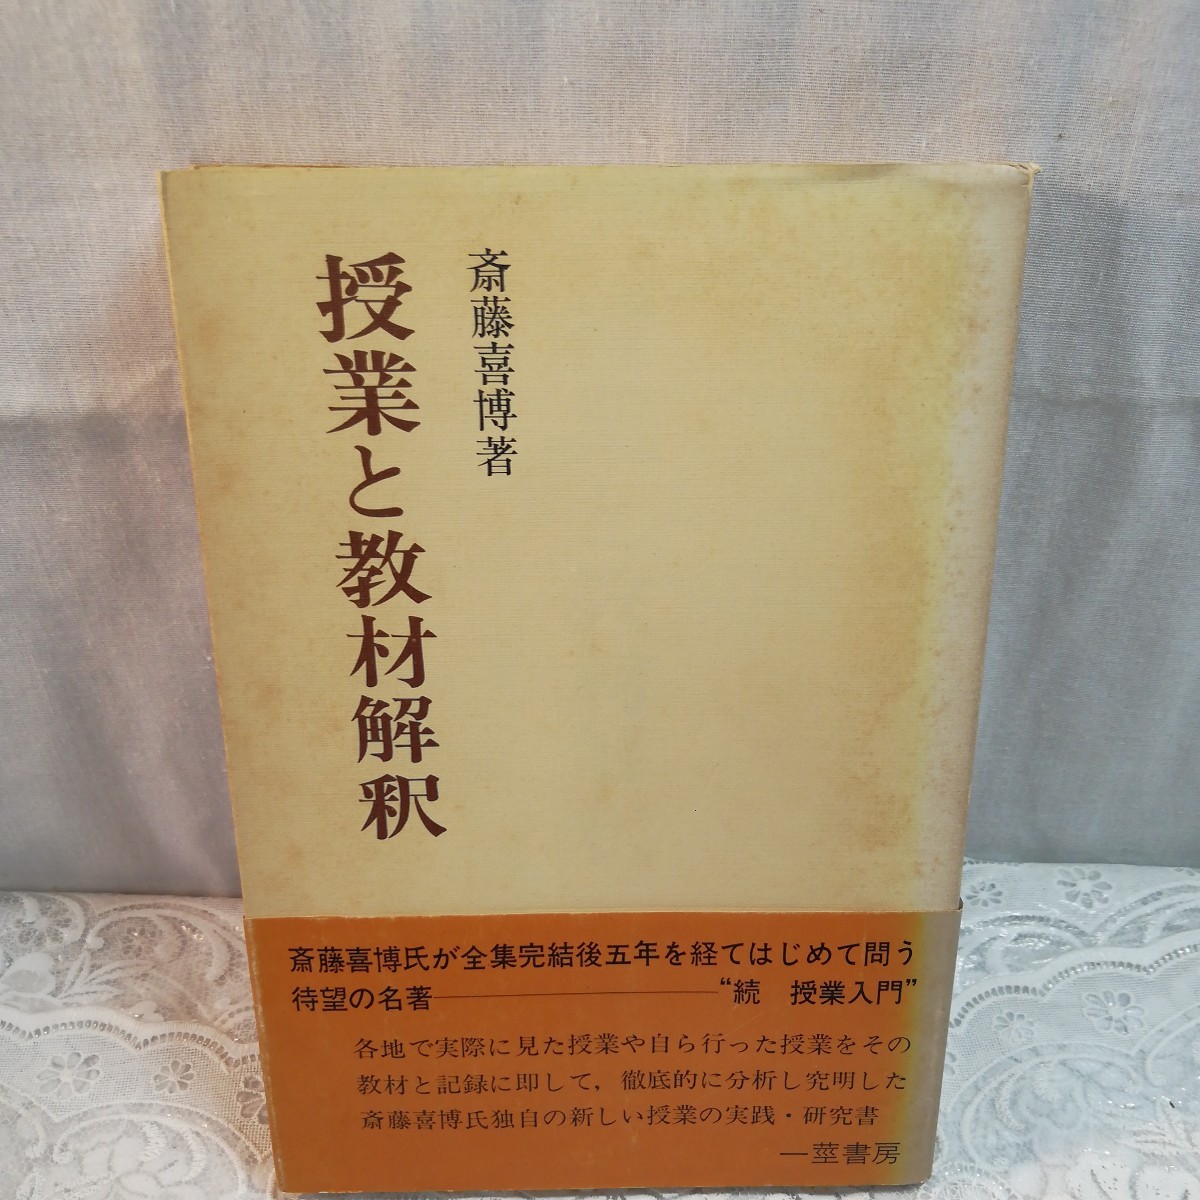 斎藤喜博著
授業と教材解釈
斎藤喜博氏が全集完結後五年を経てはじめて問う
待望の名著――――――――“続　授業入門”
各地で実際に見た授業や自ら行った授業をその
教材と記録に即して，徹底的に分析し究明した
斎藤喜博氏独自の新しい授業の実践・研究書
一莖書房